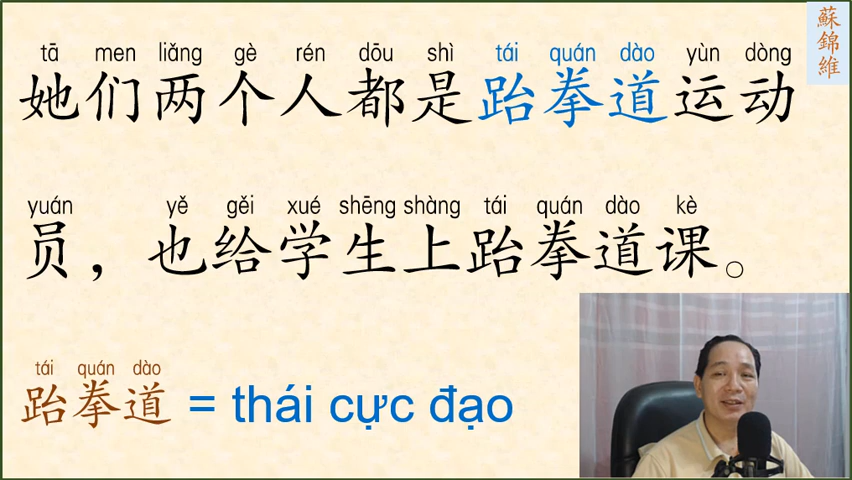 蘇錦維
tā men liǎng gè rén dōu shì tái quán dào yùn dòng
她们两个人都是跆拳道运动
yuán yě gěi xué shēng shàng tái quán dào kè
员，也给学生上跆拳道课。
tái quán dào
跆拳道 = thái cực đạo